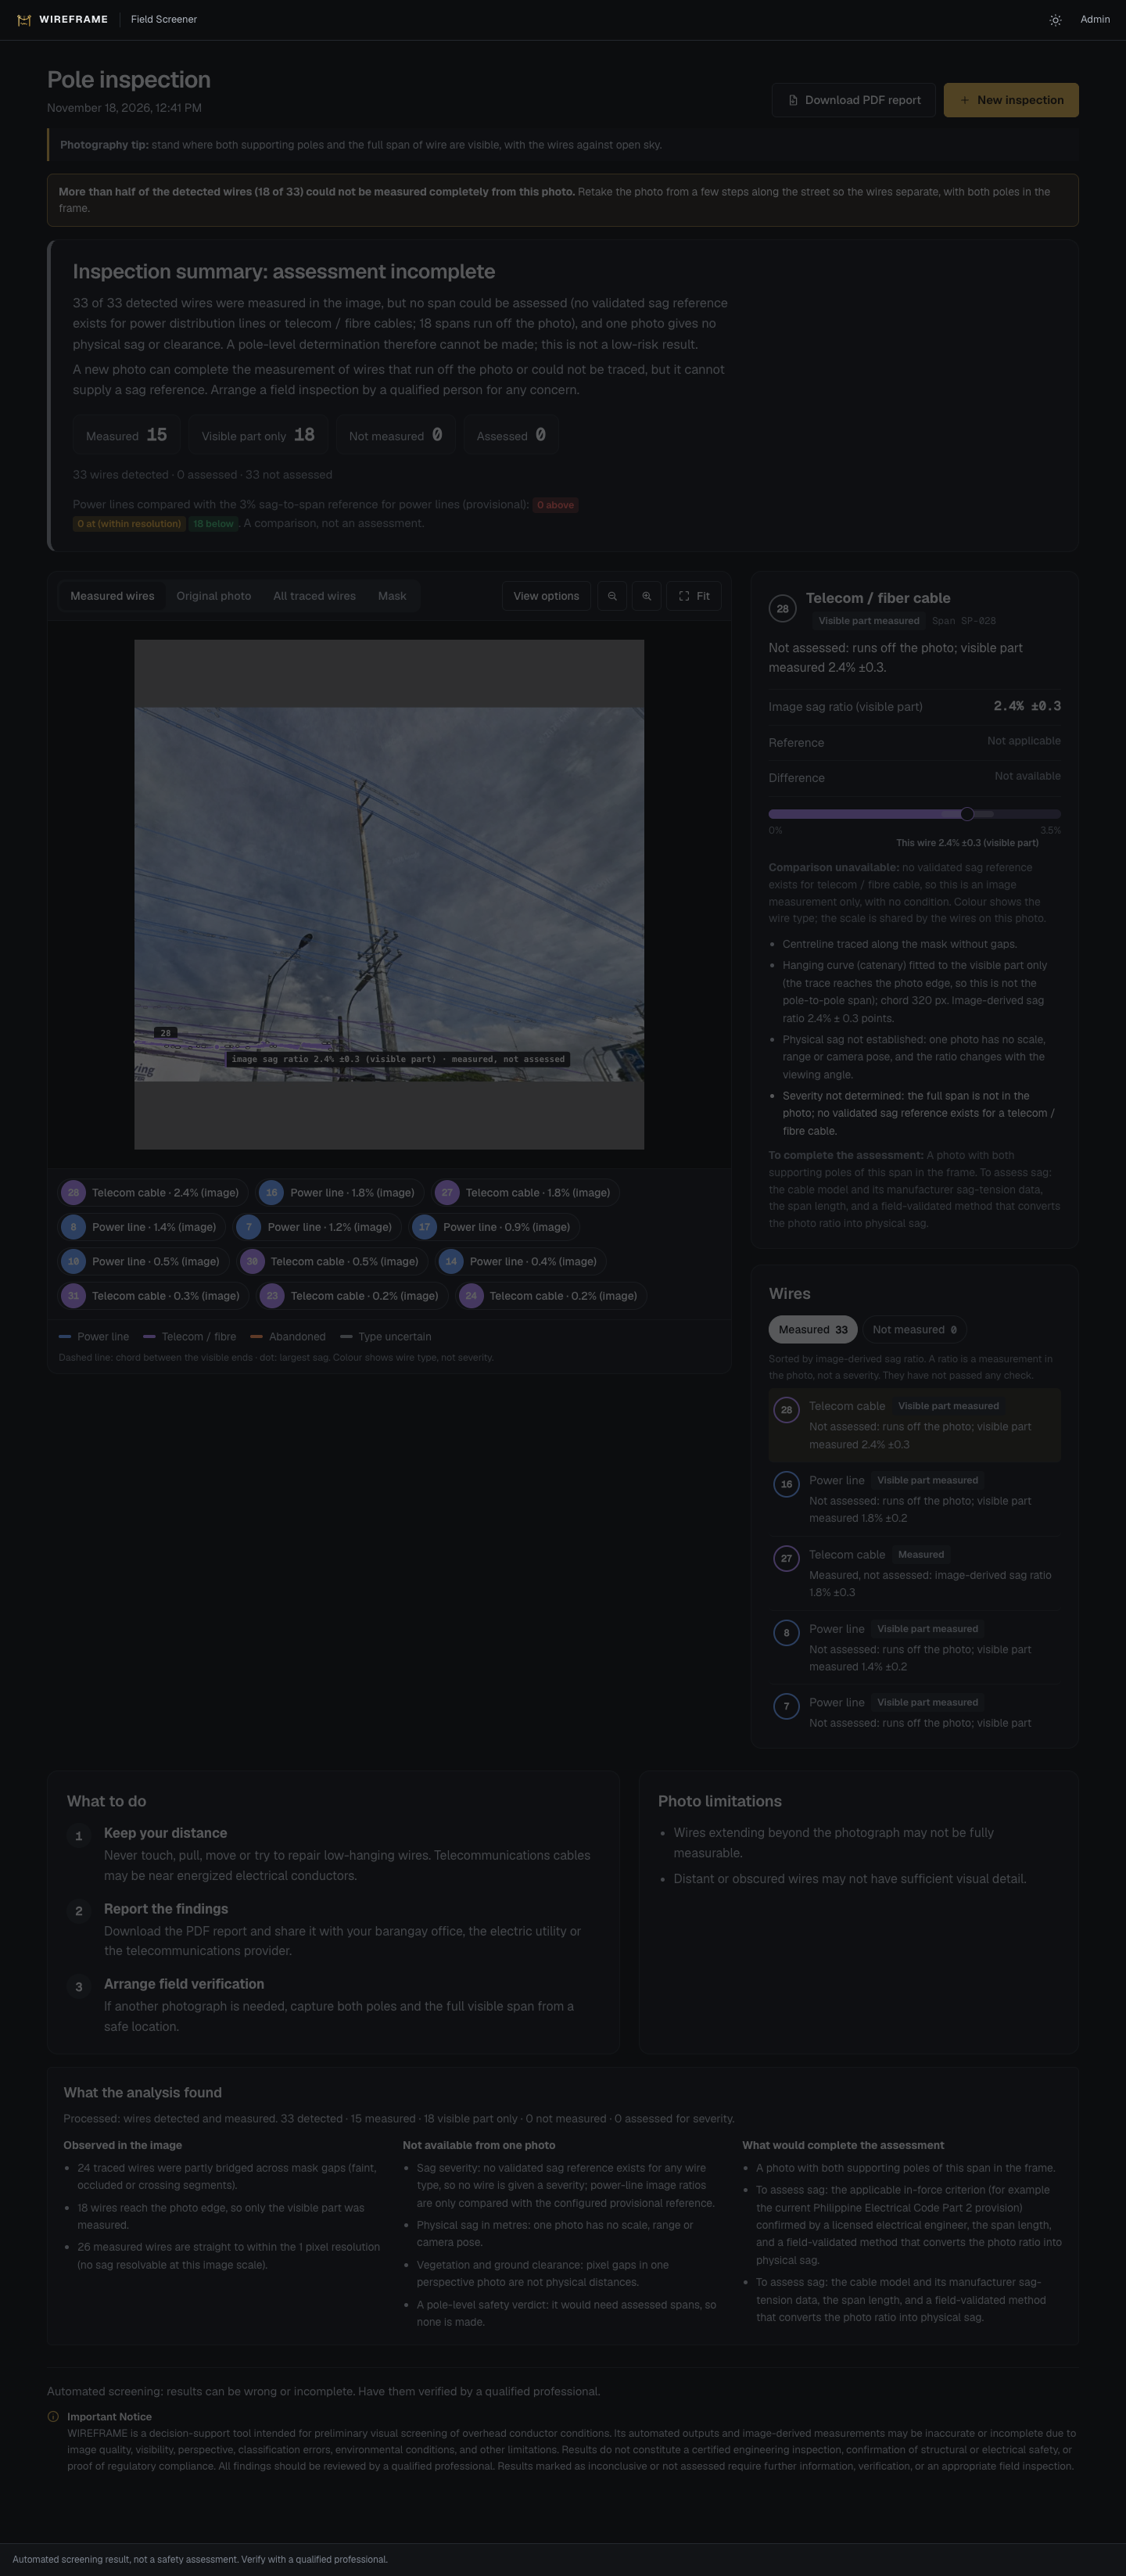 WIREFRAME
Field Screener
Admin
Pole inspection
November 18, 2026, 12:41 PM
Download PDF report
New inspection
Photography tip: stand where both supporting poles and the full span of wire are visible, with the wires against open sky.
More than half of the detected wires (18 of 33) could not be measured completely from this photo. Retake the photo from a few steps along the street so the wires separate, with both poles in the
frame.
Inspection summary: assessment incomplete
33 of 33 detected wires were measured in the image, but no span could be assessed (no validated sag reference
exists for power distribution lines or telecom / fibre cables; 18 spans run off the photo), and one photo gives no
physical sag or clearance. A pole-level determination therefore cannot be made; this is not a low-risk result.
A new photo can complete the measurement of wires that run off the photo or could not be traced, but it cannot
supply a sag reference. Arrange a field inspection by a qualified person for any concern.
Measured 15
Visible part only 18
Not measured 0
Assessed 0
33 wires detected · 0 assessed · 33 not assessed
Power lines compared with the 3% sag-to-span reference for power lines (provisional): 0 above
0 at (within resolution) 18 below. A comparison, not an assessment.
Measured wires
Original photo
All traced wires
Mask
View options
Fit
28
image sag ratio 2.4% ±0.3 (visible part) · measured, not assessed
ving
28 Telecom cable · 2.4% (image)
16 Power line · 1.8% (image)
27 Telecom cable · 1.8% (image)
8 Power line · 1.4% (image)
7 Power line · 1.2% (image)
17 Power line · 0.9% (image)
10 Power line · 0.5% (image)
30 Telecom cable · 0.5% (image)
14 Power line · 0.4% (image)
31 Telecom cable · 0.3% (image)
23 Telecom cable · 0.2% (image)
24 Telecom cable · 0.2% (image)
Power line
Telecom / fibre
Abandoned
Type uncertain
Dashed line: chord between the visible ends · dot: largest sag. Colour shows wire type, not severity.
28
Telecom / fiber cable
Visible part measured
Span SP-028
Not assessed: runs off the photo; visible part
measured 2.4% ±0.3.
Image sag ratio (visible part) 2.4% ±0.3
Reference Not applicable
Difference Not available
0% 3.5%
This wire 2.4% ±0.3 (visible part)
Comparison unavailable: no validated sag reference
exists for telecom / fibre cable, so this is an image
measurement only, with no condition. Colour shows the
wire type; the scale is shared by the wires on this photo.
Centreline traced along the mask without gaps.
Hanging curve (catenary) fitted to the visible part only
(the trace reaches the photo edge, so this is not the
pole-to-pole span); chord 320 px. Image-derived sag
ratio 2.4% ± 0.3 points.
Physical sag not established: one photo has no scale,
range or camera pose, and the ratio changes with the
viewing angle.
Severity not determined: the full span is not in the
photo; no validated sag reference exists for a telecom /
fibre cable.
To complete the assessment: A photo with both
supporting poles of this span in the frame. To assess sag:
the cable model and its manufacturer sag-tension data,
the span length, and a field-validated method that converts
the photo ratio into physical sag.
Wires
Measured 33
Not measured 0
Sorted by image-derived sag ratio. A ratio is a measurement in
the photo, not a severity. They have not passed any check.
28
Telecom cable Visible part measured
Not assessed: runs off the photo; visible part
measured 2.4% ±0.3
16
Power line Visible part measured
Not assessed: runs off the photo; visible part
measured 1.8% ±0.2
27
Telecom cable Measured
Measured, not assessed: image-derived sag ratio
1.8% ±0.3
8
Power line Visible part measured
Not assessed: runs off the photo; visible part
measured 1.4% ±0.2
7
Power line Visible part measured
Not assessed: runs off the photo; visible part
What to do
1
Keep your distance
Never touch, pull, move or try to repair low-hanging wires. Telecommunications cables
may be near energized electrical conductors.
2
Report the findings
Download the PDF report and share it with your barangay office, the electric utility or
the telecommunications provider.
3
Arrange field verification
If another photograph is needed, capture both poles and the full visible span from a
safe location.
Photo limitations
Wires extending beyond the photograph may not be fully
measurable.
Distant or obscured wires may not have sufficient visual detail.
What the analysis found
Processed: wires detected and measured. 33 detected · 15 measured · 18 visible part only · 0 not measured · 0 assessed for severity.
Observed in the image
24 traced wires were partly bridged across mask gaps (faint,
occluded or crossing segments).
18 wires reach the photo edge, so only the visible part was
measured.
26 measured wires are straight to within the 1 pixel resolution
(no sag resolvable at this image scale).
Not available from one photo
Sag severity: no validated sag reference exists for any wire
type, so no wire is given a severity; power-line image ratios
are only compared with the configured provisional reference.
Physical sag in metres: one photo has no scale, range or
camera pose.
Vegetation and ground clearance: pixel gaps in one
perspective photo are not physical distances.
A pole-level safety verdict: it would need assessed spans, so
none is made.
What would complete the assessment
A photo with both supporting poles of this span in the frame.
To assess sag: the applicable in-force criterion (for example
the current Philippine Electrical Code Part 2 provision)
confirmed by a licensed electrical engineer, the span length,
and a field-validated method that converts the photo ratio into
physical sag.
To assess sag: the cable model and its manufacturer sag-
tension data, the span length, and a field-validated method
that converts the photo ratio into physical sag.
Automated screening: results can be wrong or incomplete. Have them verified by a qualified professional.
Important Notice
WIREFRAME is a decision-support tool intended for preliminary visual screening of overhead conductor conditions. Its automated outputs and image-derived measurements may be inaccurate or incomplete due to
image quality, visibility, perspective, classification errors, environmental conditions, and other limitations. Results do not constitute a certified engineering inspection, confirmation of structural or electrical safety, or
proof of regulatory compliance. All findings should be reviewed by a qualified professional. Results marked as inconclusive or not assessed require further information, verification, or an appropriate field inspection.
Automated screening result, not a safety assessment. Verify with a qualified professional.